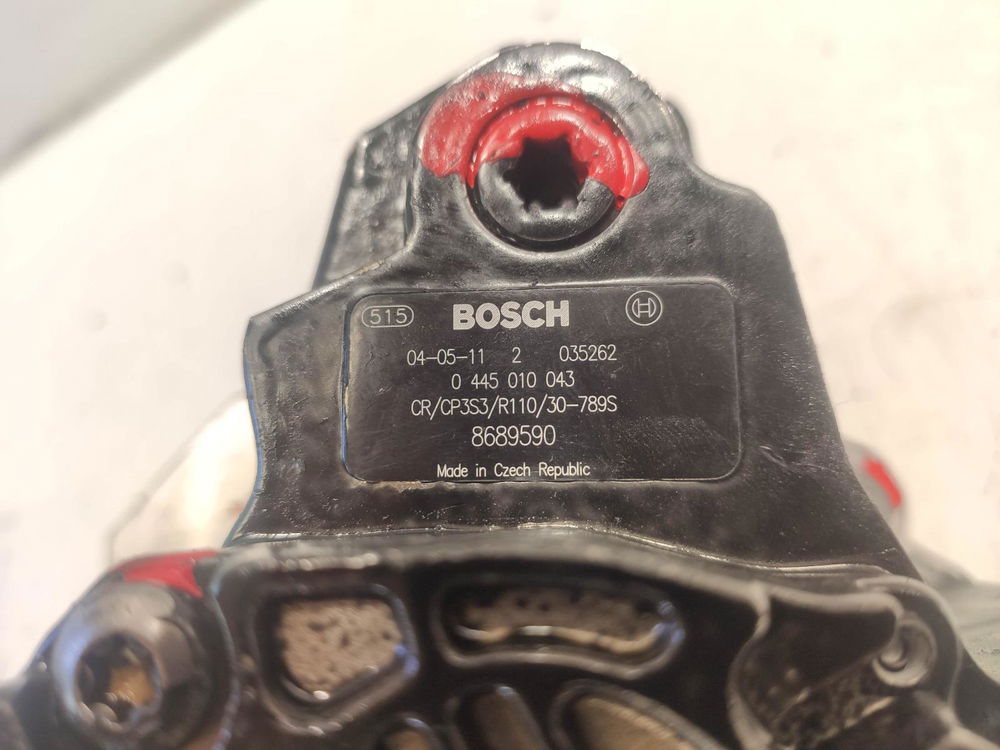 515 BOSCH
04-05-11 2 035262
0 445 010 043
CR/CP3S3/R110/30-789S
8689590
Made in Czech Republic